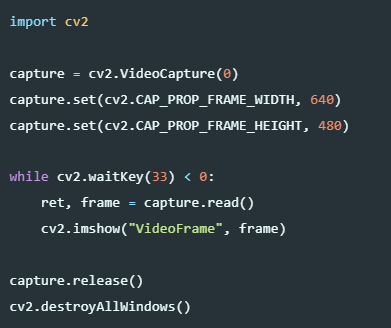 import cv2

capture = cv2.VideoCapture(0)
capture.set(cv2.CAP_PROP_FRAME_WIDTH, 640)
capture.set(cv2.CAP_PROP_FRAME_HEIGHT, 480)

while cv2.waitKey(33) < 0:
    ret, frame = capture.read()
    cv2.imshow("VideoFrame", frame)

capture.release()
cv2.destroyAllWindows()